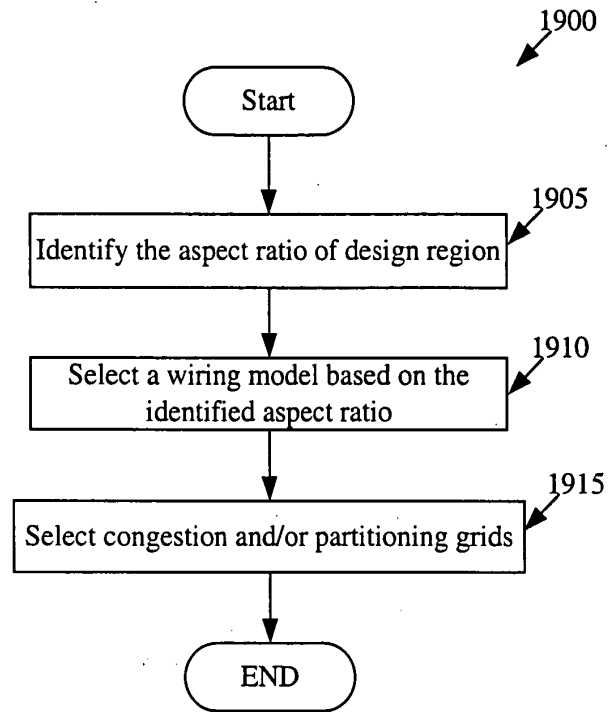 1900
Start
1905
Identify the aspect ratio of design region
1910
Select a wiring model based on the
identified aspect ratio
1915
Select congestion and/or partitioning grids
END